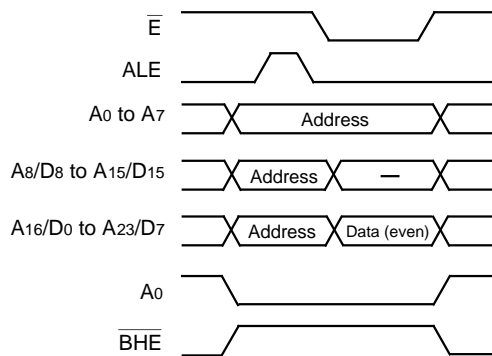 E
ALE
A0 to A7 Address
A8/D8 to A15/D15 Address —
A16/D0 to A23/D7 Address Data (even)
A0
BHE